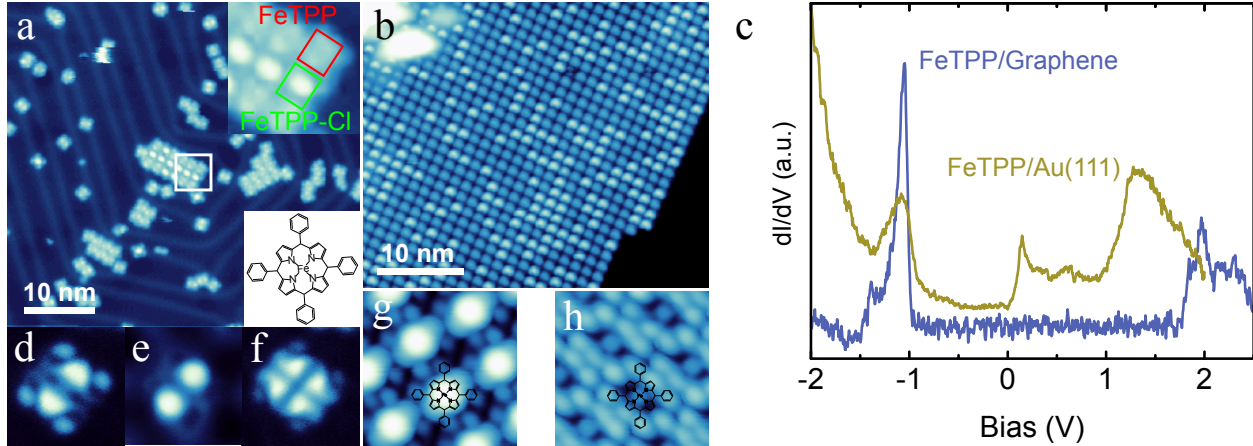 a
FeTPP
FeTPP-Cl
Fe
N
N
N
N
10 nm
b
10 nm
c
dI/dV (a.u.)
FeTPP/Graphene
FeTPP/Au(111)
-2
-1
0
1
2
Bias (V)
d
e
f
g
h